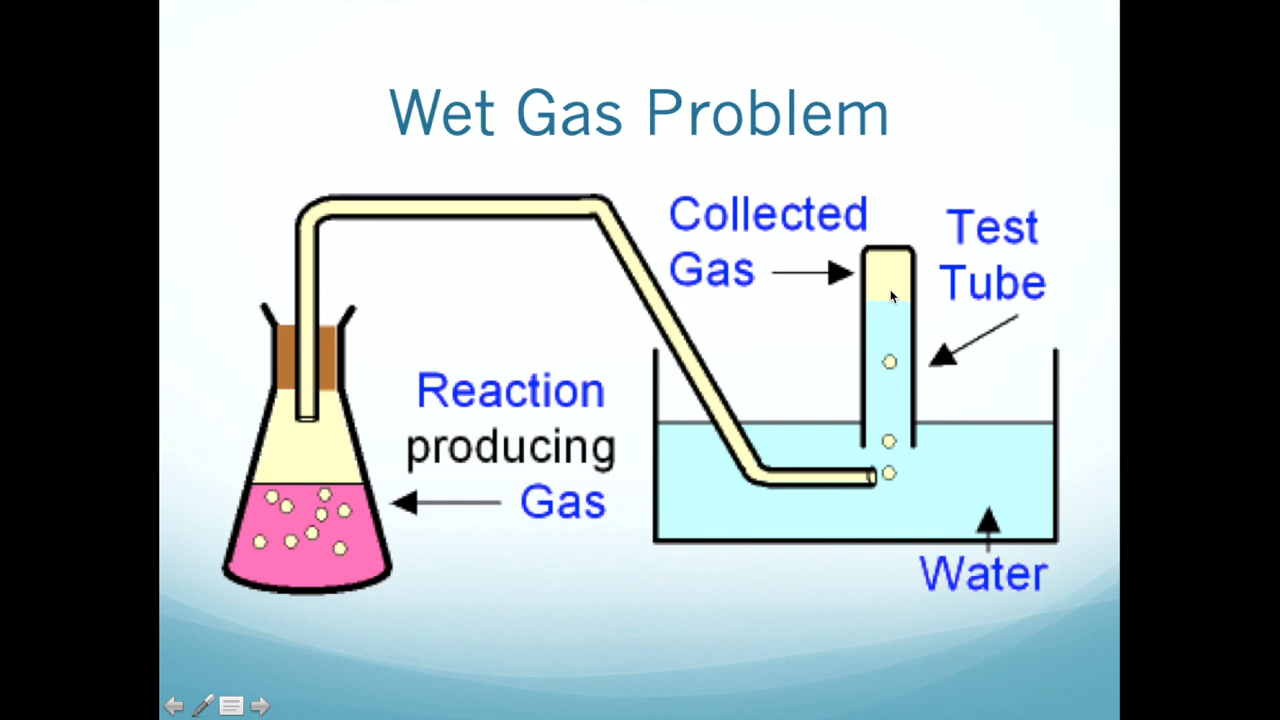 Wet Gas Problem
Collected
Gas
Test
Tube
Reaction
producing
Gas
Water